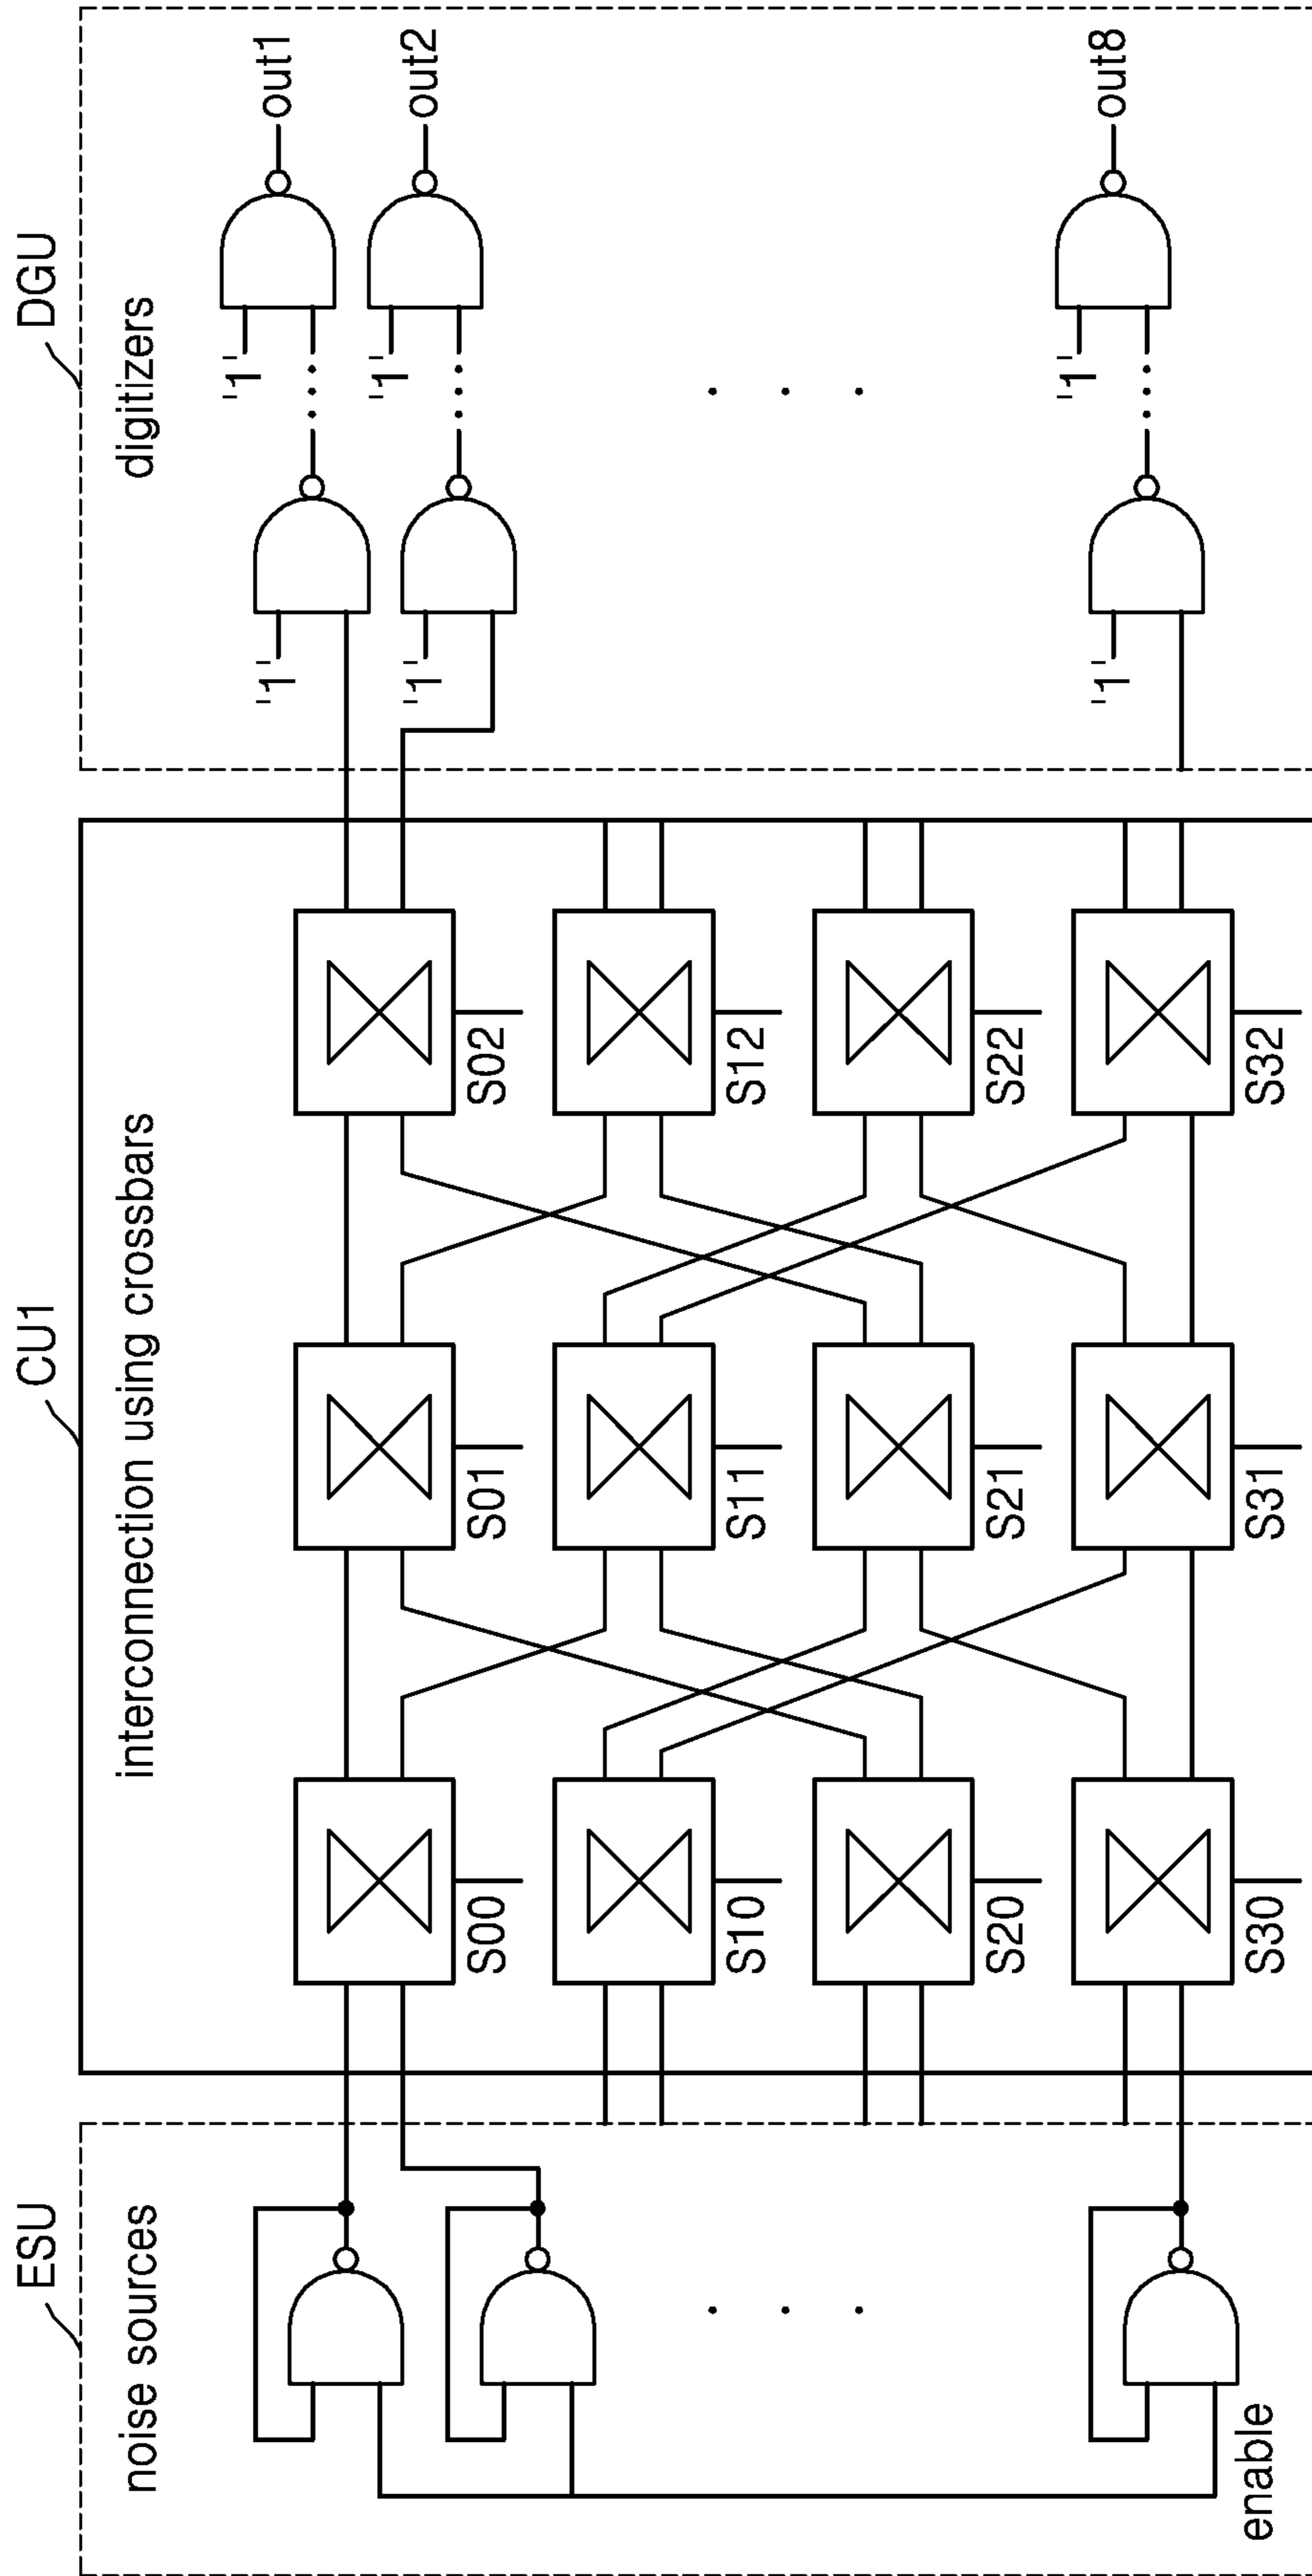 ESU
CU1
DGU
noise sources
interconnection using crossbars
digitizers
enable
S00
S01
S02
S10
S11
S12
S20
S21
S22
S30
S31
S32
'1'
'1'
out1
'1'
'1'
out2
'1'
'1'
out8